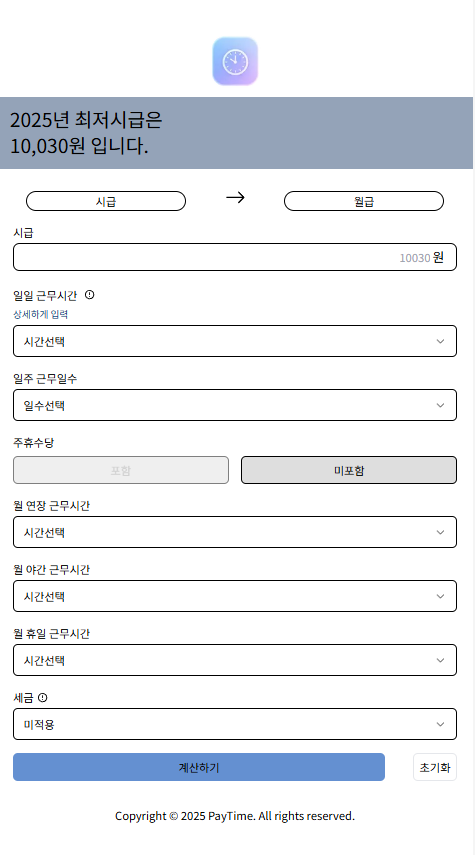 2025년 최저시급은
10,030원 입니다.
시급
월급
시급
10030 원
일일 근무시간
상세하게 입력
시간선택
일주 근무일수
일수선택
주휴수당
포함
미포함
월 연장 근무시간
시간선택
월 야간 근무시간
시간선택
월 휴일 근무시간
시간선택
세금
미적용
계산하기
초기화
Copyright © 2025 PayTime. All rights reserved.